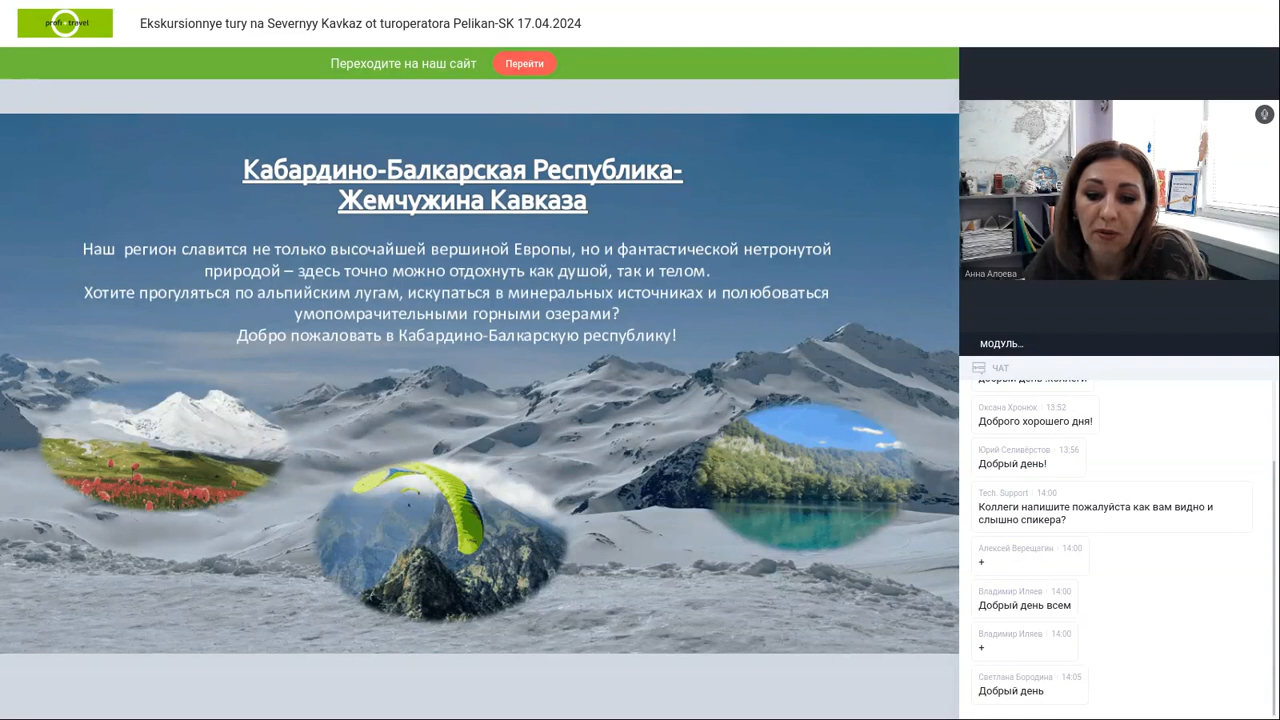 profi travel
Ekskursionnye tury na Severnyy Kavkaz ot turoperatora Pelikan-SK 17.04.2024
Переходите на наш сайт
Перейти
Кабардино-Балкарская Республика-
Жемчужина Кавказа
Наш регион славится не только высочайшей вершиной Европы, но и фантастической нетронутой
природой – здесь точно можно отдохнуть как душой, так и телом.
Хотите прогуляться по альпийским лугам, искупаться в минеральных источниках и полюбоваться
умопомрачительными горными озерами?
Добро пожаловать в Кабардино-Балкарскую республику!
Анна Алоева
МОДУЛЬ...
ЧАТ
Оксана Хронюк 13:52
Доброго хорошего дня!
Юрий Селивёрстов 13:56
Добрый день!
Tech. Support 14:00
Коллеги напишите пожалуйста как вам видно и
слышно спикера?
Алексей Верещагин 14:00
+
Владимир Иляев 14:00
Добрый день всем
Владимир Иляев 14:00
+
Светлана Бородина 14:05
Добрый день